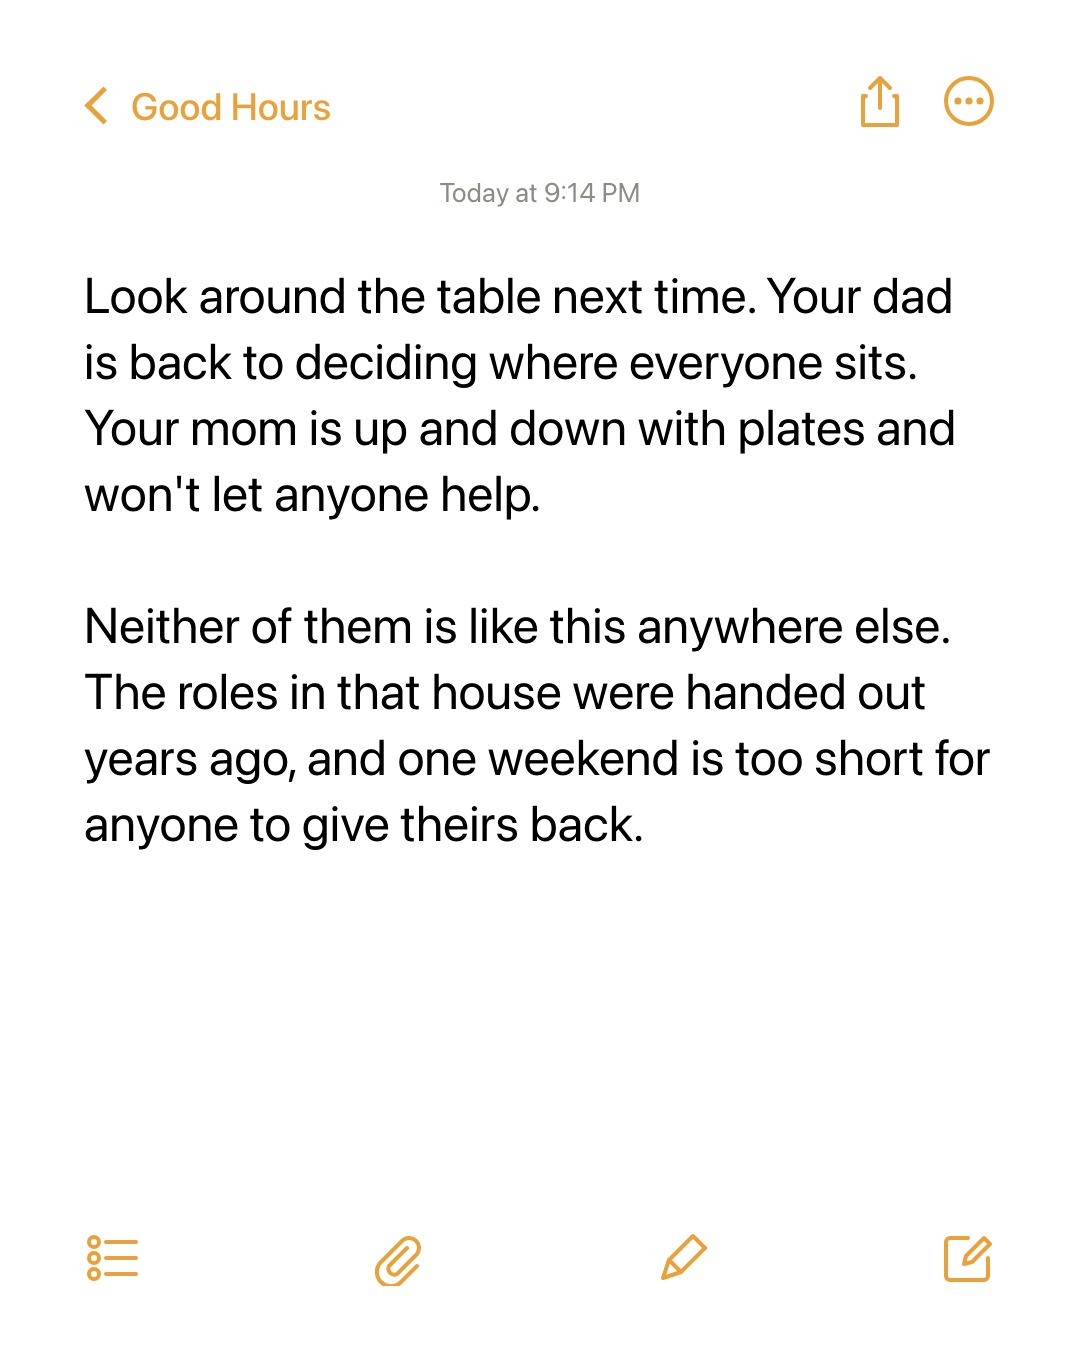 Good Hours
Today at 9:14 PM
Look around the table next time. Your dad
is back to deciding where everyone sits.
Your mom is up and down with plates and
won't let anyone help.
Neither of them is like this anywhere else.
The roles in that house were handed out
years ago, and one weekend is too short for
anyone to give theirs back.